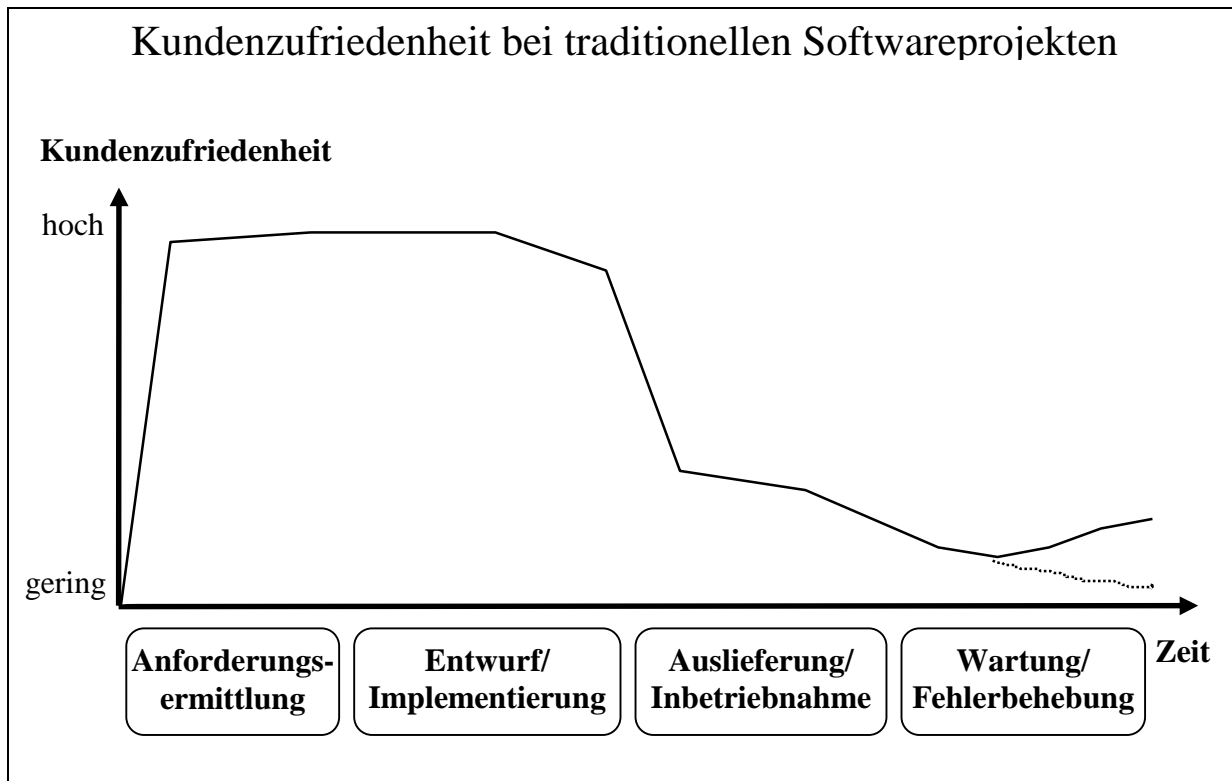 Kundenzufriedenheit bei traditionellen Softwareprojekten
Kundenzufriedenheit
hoch
gering
Anforderungs-
ermittlung
Entwurf/
Implementierung
Auslieferung/
Inbetriebnahme
Wartung/
Fehlerbehebung
Zeit